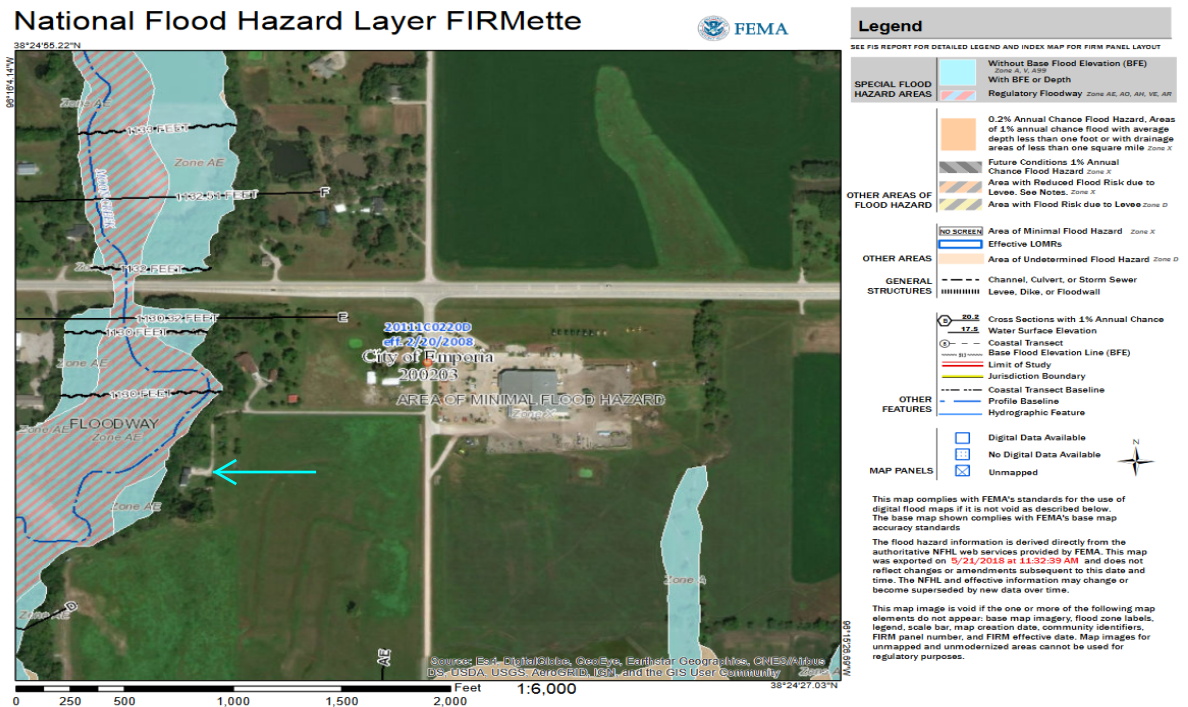 National Flood Hazard Layer FIRMette
FEMA
38°24'55.22"N
96°16'4.14"W
Zone AE
1133 FEET
Zone AE
1132.51 FEET
F
1132 FEET
1130.32 FEET
E
1130 FEET
20111C0220D
eff. 2/20/2008
City of Emporia
200203
Zone AE
1130 FEET
AREA OF MINIMAL FLOOD HAZARD
Zone X
FLOODWAY
Zone AE
Zone AE
Zone AE
Zone A
Zone AE
D
AE
Zone A
Source: Esri, DigitalGlobe, GeoEye, Earthstar Geographics, CNES/Airbus
DS, USDA, USGS, AeroGRID, IGN, and the GIS User Community
96°15'26.69"W
38°24'27.03"N
Feet
1:6,000
0
250
500
1,000
1,500
2,000
Legend
SEE FIS REPORT FOR DETAILED LEGEND AND INDEX MAP FOR FIRM PANEL LAYOUT
SPECIAL FLOOD
HAZARD AREAS
Without Base Flood Elevation (BFE)
Zone A, V, A99
With BFE or Depth
Regulatory Floodway Zone AE, AO, AH, VE, AR
OTHER AREAS OF
FLOOD HAZARD
0.2% Annual Chance Flood Hazard, Areas
of 1% annual chance flood with average
depth less than one foot or with drainage
areas of less than one square mile Zone X
Future Conditions 1% Annual
Chance Flood Hazard Zone X
Area with Reduced Flood Risk due to
Levee. See Notes. Zone X
Area with Flood Risk due to Levee Zone D
OTHER AREAS
NO SCREEN Area of Minimal Flood Hazard Zone X
Effective LOMRs
Area of Undetermined Flood Hazard Zone D
GENERAL
STRUCTURES
Channel, Culvert, or Storm Sewer
Levee, Dike, or Floodwall
OTHER
FEATURES
B 20.2 Cross Sections with 1% Annual Chance
17.5 Water Surface Elevation
8 Coastal Transect
513 Base Flood Elevation Line (BFE)
Limit of Study
Jurisdiction Boundary
Coastal Transect Baseline
Profile Baseline
Hydrographic Feature
MAP PANELS
Digital Data Available
No Digital Data Available
Unmapped
N
This map complies with FEMA's standards for the use of
digital flood maps if it is not void as described below.
The base map shown complies with FEMA's base map
accuracy standards
The flood hazard information is derived directly from the
authoritative NFHL web services provided by FEMA. This map
was exported on 5/21/2018 at 11:32:39 AM and does not
reflect changes or amendments subsequent to this date and
time. The NFHL and effective information may change or
become superseded by new data over time.
This map image is void if the one or more of the following map
elements do not appear: base map imagery, flood zone labels,
legend, scale bar, map creation date, community identifiers,
FIRM panel number, and FIRM effective date. Map images for
unmapped and unmodernized areas cannot be used for
regulatory purposes.